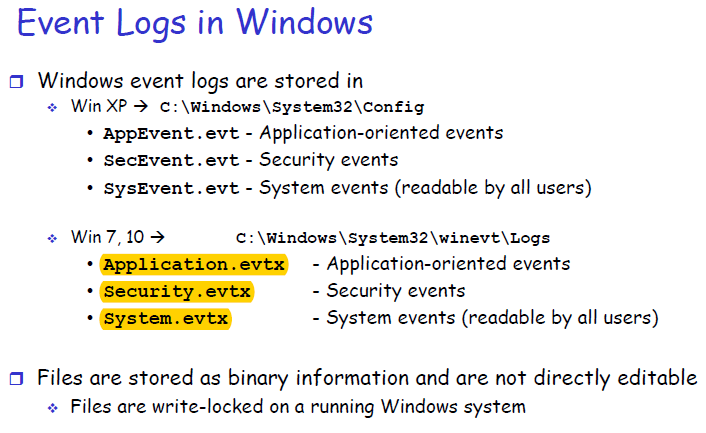 Event Logs in Windows
Windows event logs are stored in
Win XP → C:\Windows\System32\Config
• AppEvent.evt - Application-oriented events
• SecEvent.evt - Security events
• SysEvent.evt - System events (readable by all users)
Win 7, 10 → C:\Windows\System32\winevt\Logs
• Application.evtx - Application-oriented events
• Security.evtx - Security events
• System.evtx - System events (readable by all users)
Files are stored as binary information and are not directly editable
Files are write-locked on a running Windows system